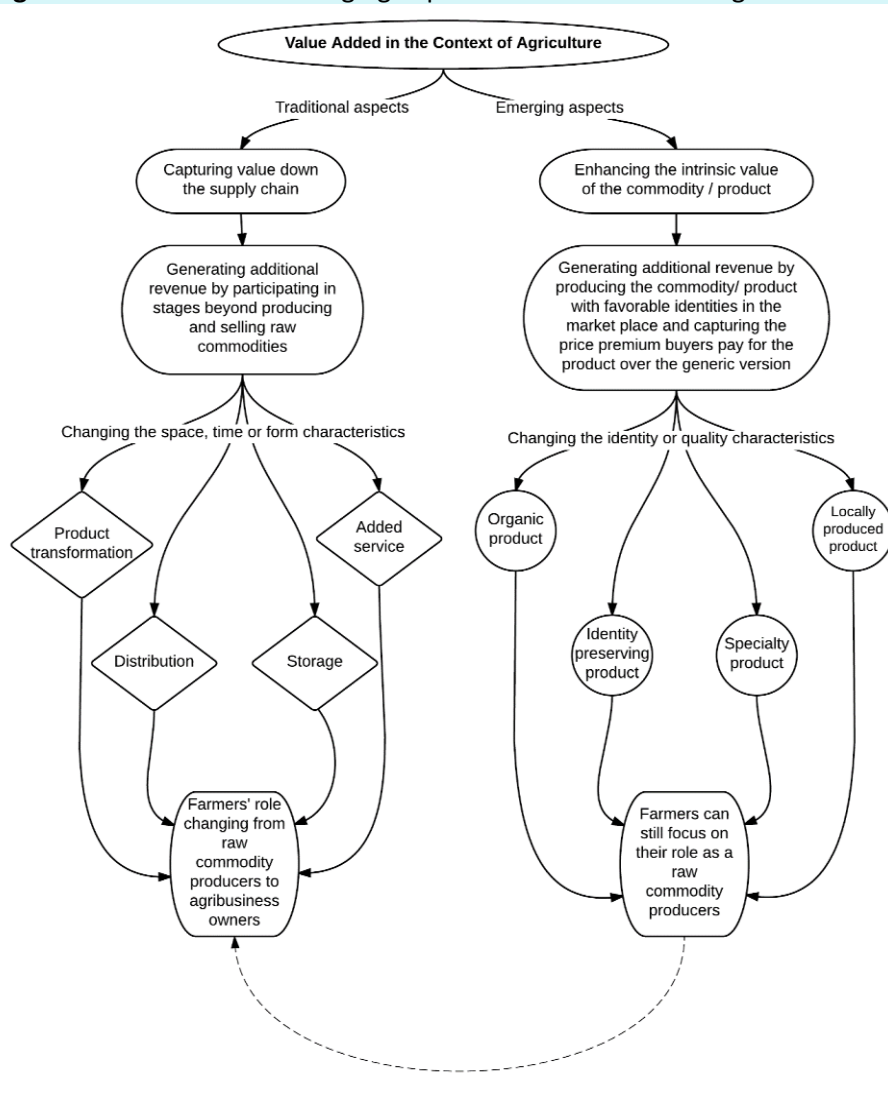 Value Added in the Context of Agriculture
Traditional aspects
Emerging aspects
Capturing value down
the supply chain
Enhancing the intrinsic value
of the commodity / product
Generating additional
revenue by participating in
stages beyond producing
and selling raw
commodities
Generating additional revenue by
producing the commodity/ product
with favorable identities in the
market place and capturing the
price premium buyers pay for the
product over the generic version
Changing the space, time or form characteristics
Changing the identity or quality characteristics
Product
transformation
Added
service
Organic
product
Locally
produced
product
Distribution
Storage
Identity
preserving
product
Specialty
product
Farmers' role
changing from
raw
commodity
producers to
agribusiness
owners
Farmers can
still focus on
their role as a
raw
commodity
producers